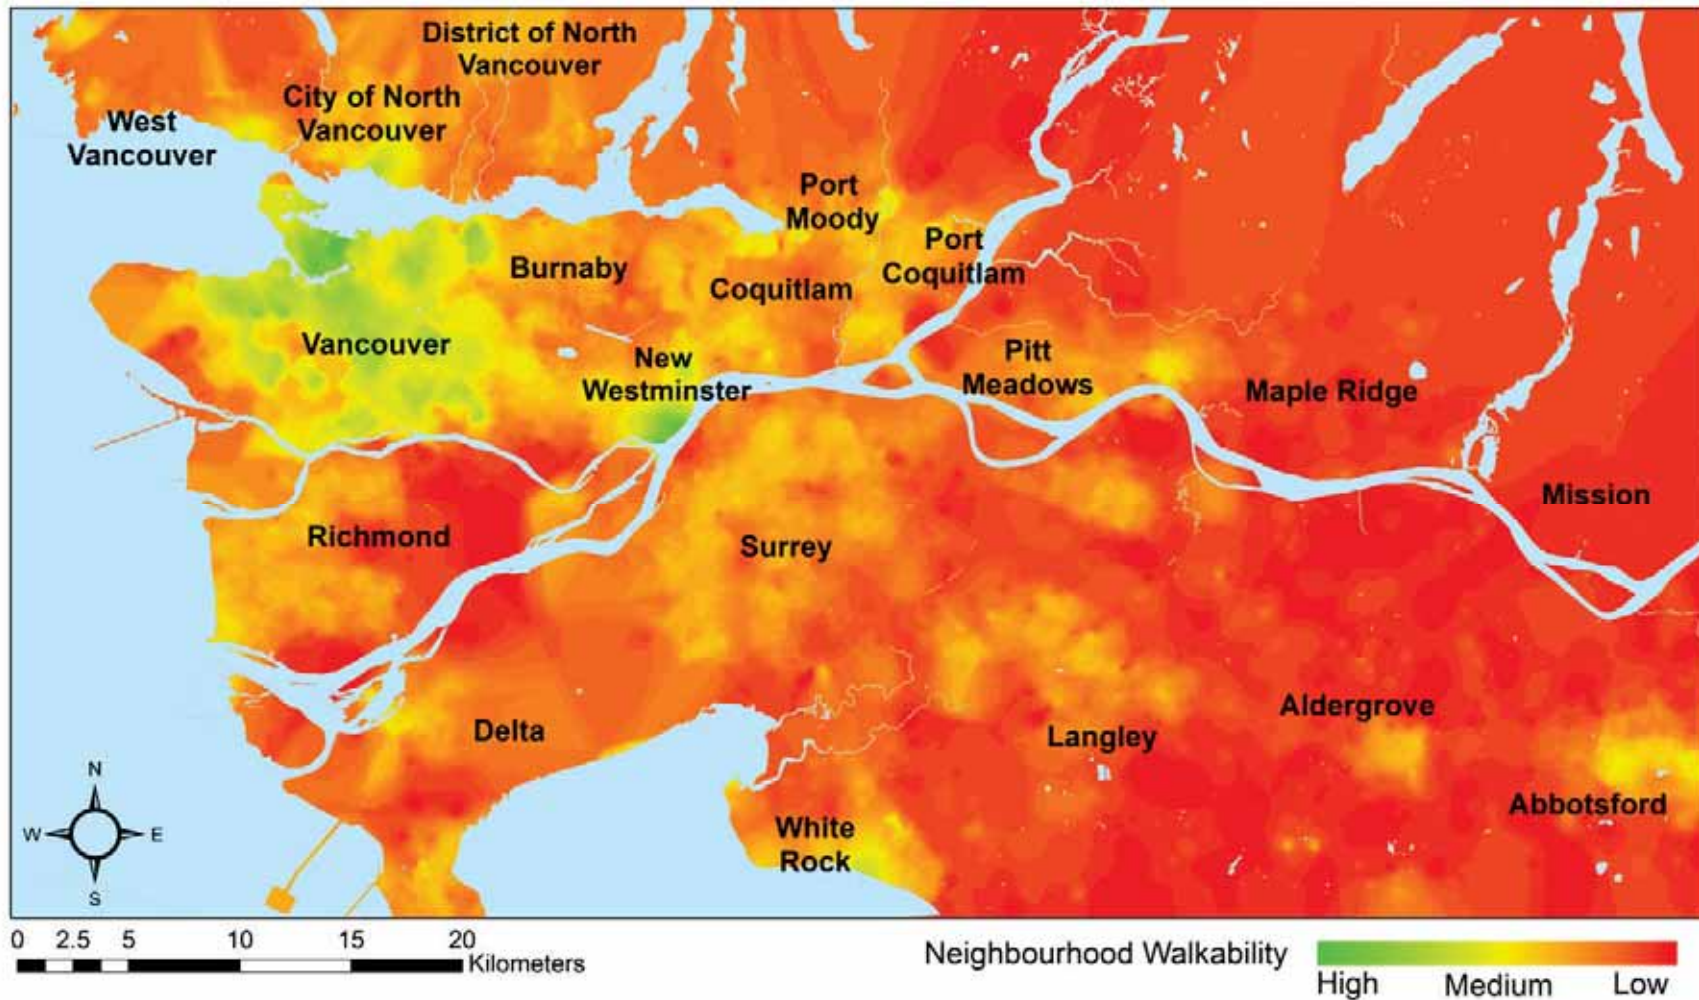 District of North
Vancouver
City of North
Vancouver
West
Vancouver
Port
Moody
Port
Coquitlam
Burnaby
Coquitlam
Vancouver
New
Westminster
Pitt
Meadows
Maple Ridge
Mission
Richmond
Surrey
Delta
Langley
Aldergrove
Abbotsford
White
Rock
N
W
E
S
0 2.5 5 10 15 20
Kilometers
Neighbourhood Walkability
High Medium Low